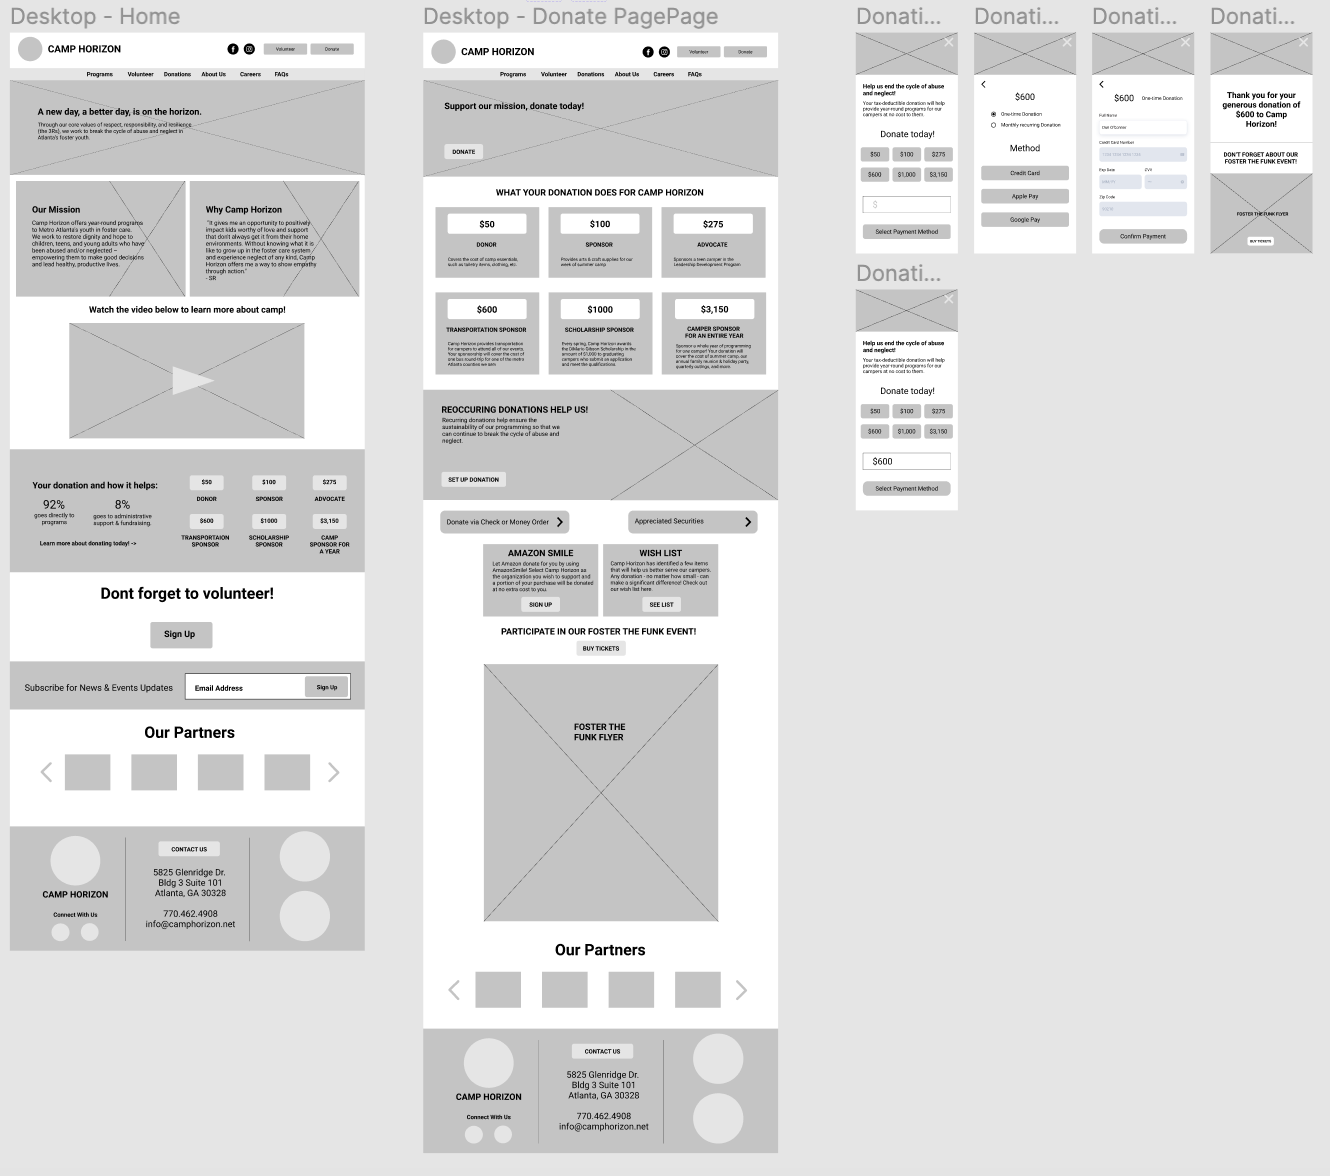 Desktop - Home
CAMP HORIZON
Volunteer
Donate
Programs
Volunteer
Donations
About Us
Careers
FAQs
A new day, a better day, is on the horizon.
Through our core values of respect, responsibility, and resilience
(the 3Rs), we work to break the cycle of abuse and neglect in
Atlanta's foster youth.
Our Mission
Camp Horizon offers year-round programs
to Metro Atlanta's youth in foster care.
We work to restore dignity and hope to
children, teens, and young adults who have
been abused and/or neglected –
empowering them to make good decisions
and lead healthy, productive lives.
Why Camp Horizon
"It gives me an opportunity to positively
impact kids worthy of love and support
that don't always get it from their home
environments. Without knowing what it is
like to grow up in the foster care system
and experience neglect of any kind, Camp
Horizon offers me a way to show empathy
through action."
- SR
Watch the video below to learn more about camp!
Your donation and how it helps:
92%
goes directly to
programs
8%
goes to administrative
support & fundraising.
Learn more about donating today! ->
$50
DONOR
$100
SPONSOR
$275
ADVOCATE
$600
TRANSPORTAION
SPONSOR
$1000
SCHOLARSHIP
SPONSOR
$3,150
CAMP
SPONSOR FOR
A YEAR
Dont forget to volunteer!
Sign Up
Subscribe for News & Events Updates
Email Address
Sign Up
Our Partners
CAMP HORIZON
Connect With Us
CONTACT US
5825 Glenridge Dr.
Bldg 3 Suite 101
Atlanta, GA 30328
770.462.4908
info@camphorizon.net
Desktop - Donate PagePage
CAMP HORIZON
Volunteer
Donate
Programs
Volunteer
Donations
About Us
Careers
FAQs
Support our mission, donate today!
DONATE
WHAT YOUR DONATION DOES FOR CAMP HORIZON
$50
DONOR
Covers the cost of camp essentials,
such as toiletry items, clothing, etc.
$100
SPONSOR
Provides arts & craft supplies for our
week of summer camp
$275
ADVOCATE
Sponsors a teen camper in the
Leadership Development Program
$600
TRANSPORTATION SPONSOR
Camp Horizon provides transportation
for campers to attend all of our events.
Your sponsorship will cover the cost of
one bus round-trip for one of the metro
Atlanta counties we serv
$1000
SCHOLARSHIP SPONSOR
Every spring, Camp Horizon awards
the DiMario Gibson Scholarship in the
amount of $1,000 to graduating
campers who submit an application
and meet the qualifications.
$3,150
CAMPER SPONSOR
FOR AN ENTIRE YEAR
Sponsor a whole year of programming
for one camper! Your donation will
cover the cost of summer camp, our
annual family reunion & holiday party,
quarterly outings, and more.
REOCCURING DONATIONS HELP US!
Recurring donations help ensure the
sustainability of our programming so that we
can continue to break the cycle of abuse and
neglect.
SET UP DONATION
Donate via Check or Money Order
Appreciated Securities
AMAZON SMILE
Let Amazon donate for you by using
AmazonSmile! Select Camp Horizon as
the organization you wish to support and
a portion of your purchase will be donated
at no extra cost to you.
SIGN UP
WISH LIST
Camp Horizon has identified a few items
that will help us better serve our campers.
Any donation - no matter how small - can
make a significant difference! Check out
our wish list here.
SEE LIST
PARTICIPATE IN OUR FOSTER THE FUNK EVENT!
BUY TICKETS
FOSTER THE
FUNK FLYER
Our Partners
CAMP HORIZON
Connect With Us
CONTACT US
5825 Glenridge Dr.
Bldg 3 Suite 101
Atlanta, GA 30328
770.462.4908
info@camphorizon.net
Donati...
Help us end the cycle of abuse
and neglect!
Your tax-deductible donation will help
provide year-round programs for our
campers at no cost to them.
Donate today!
$50
$100
$275
$600
$1,000
$3,150
$
Select Payment Method
Donati...
$600
One-time Donation
Monthly recurring Donation
Method
Credit Card
Apple Pay
Google Pay
Donati...
$600
One-time Donation
Full Name
Credit Card Number
Exp Date
CVV
Zip Code
Confirm Payment
Donati...
Thank you for your
generous donation of
$600 to Camp
Horizon!
DON'T FORGET ABOUT OUR
FOSTER THE FUNK EVENT!
FOSTER THE FUNK FLYER
BUY TICKETS
Donati...
Help us end the cycle of abuse
and neglect!
Your tax-deductible donation will help
provide year-round programs for our
campers at no cost to them.
Donate today!
$50
$100
$275
$600
$1,000
$3,150
$600
Select Payment Method